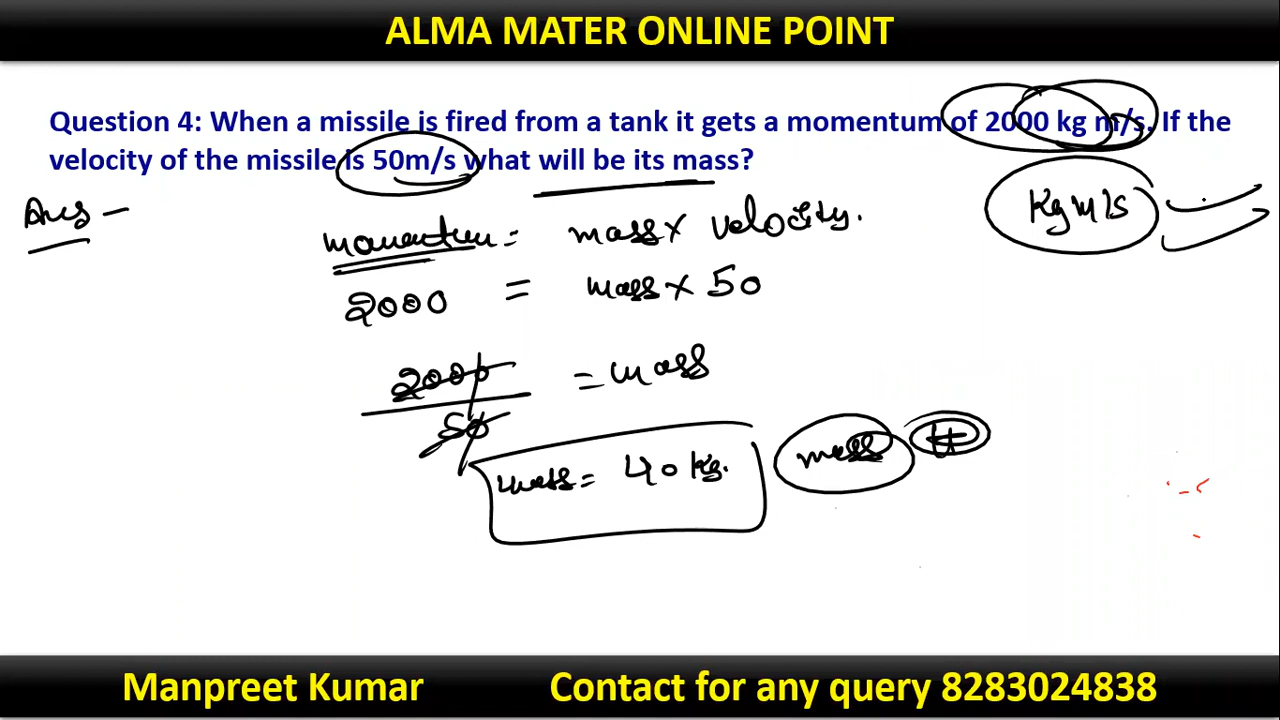 ALMA MATER ONLINE POINT
Question 4: When a missile is fired from a tank it gets a momentum of 2000 kg m/s. If the
velocity of the missile is 50m/s what will be its mass?
Ans -
Kg m/s
momentum = mass x velocity.
2000 = mass x 50
2000 = mass
50
mass = 40 kg.
mass
Manpreet Kumar Contact for any query 8283024838